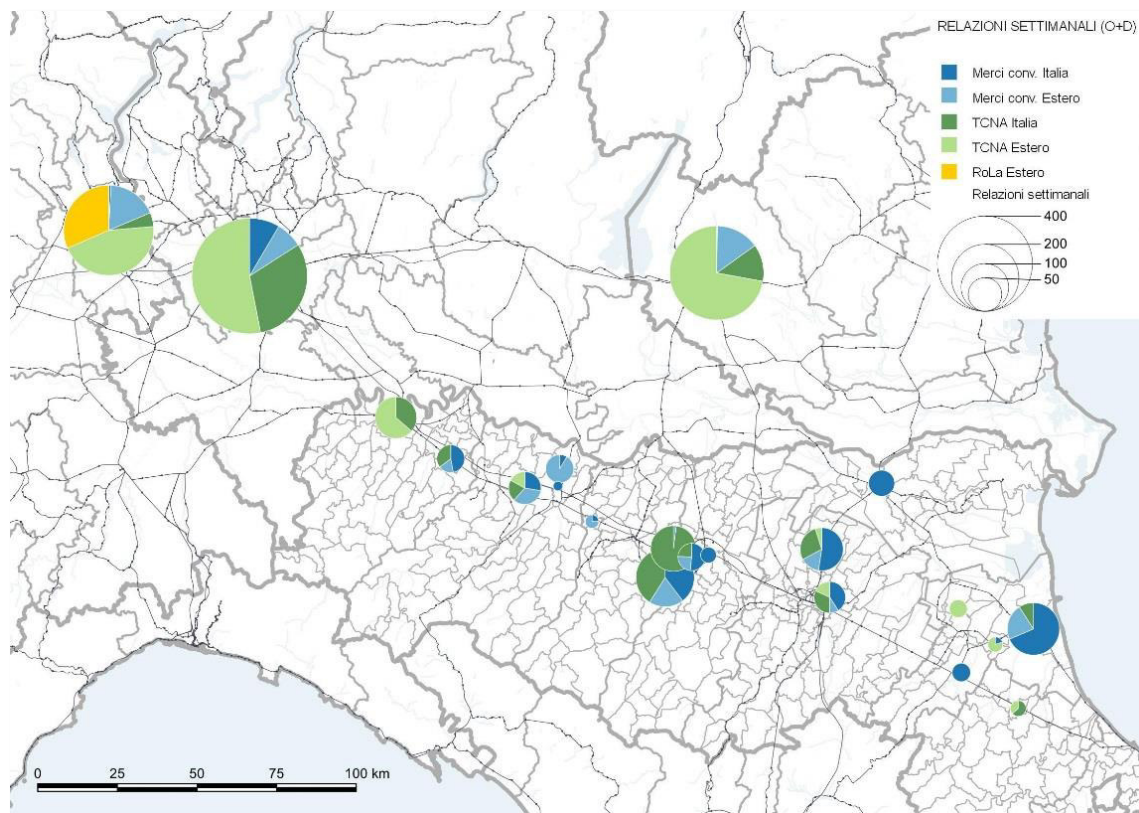 RELAZIONI SETTIMANALI (O+D)
Merci conv. Italia
Merci conv. Estero
TCNA Italia
TCNA Estero
RoLa Estero
Relazioni settimanali
400
200
100
50
0 25 50 75 100 km